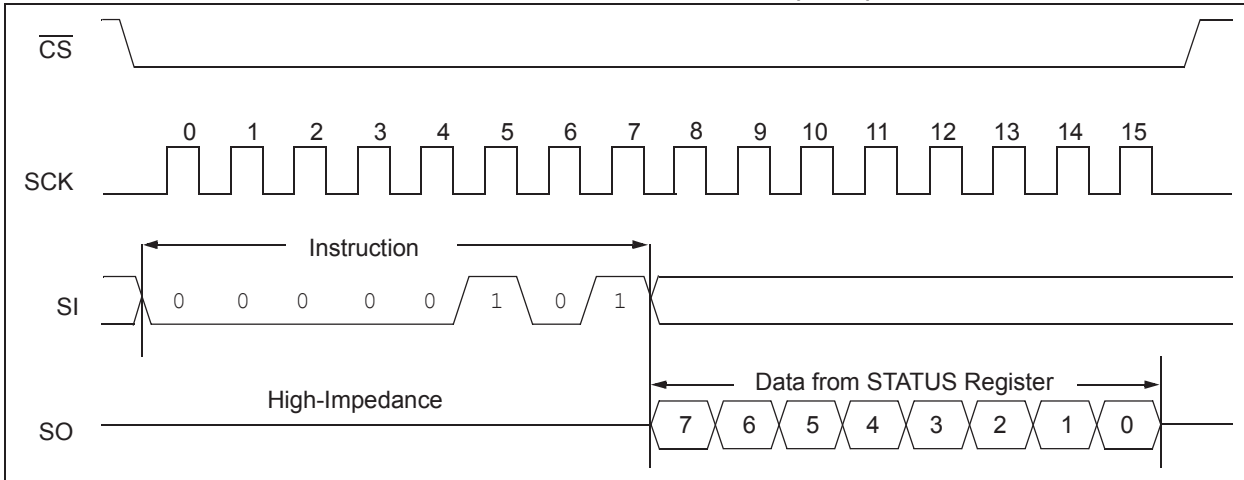 CS
0 1 2 3 4 5 6 7 8 9 10 11 12 13 14 15
SCK
Instruction
SI
0 0 0 0 0 1 0 1
Data from STATUS Register
High-Impedance
SO
7 6 5 4 3 2 1 0